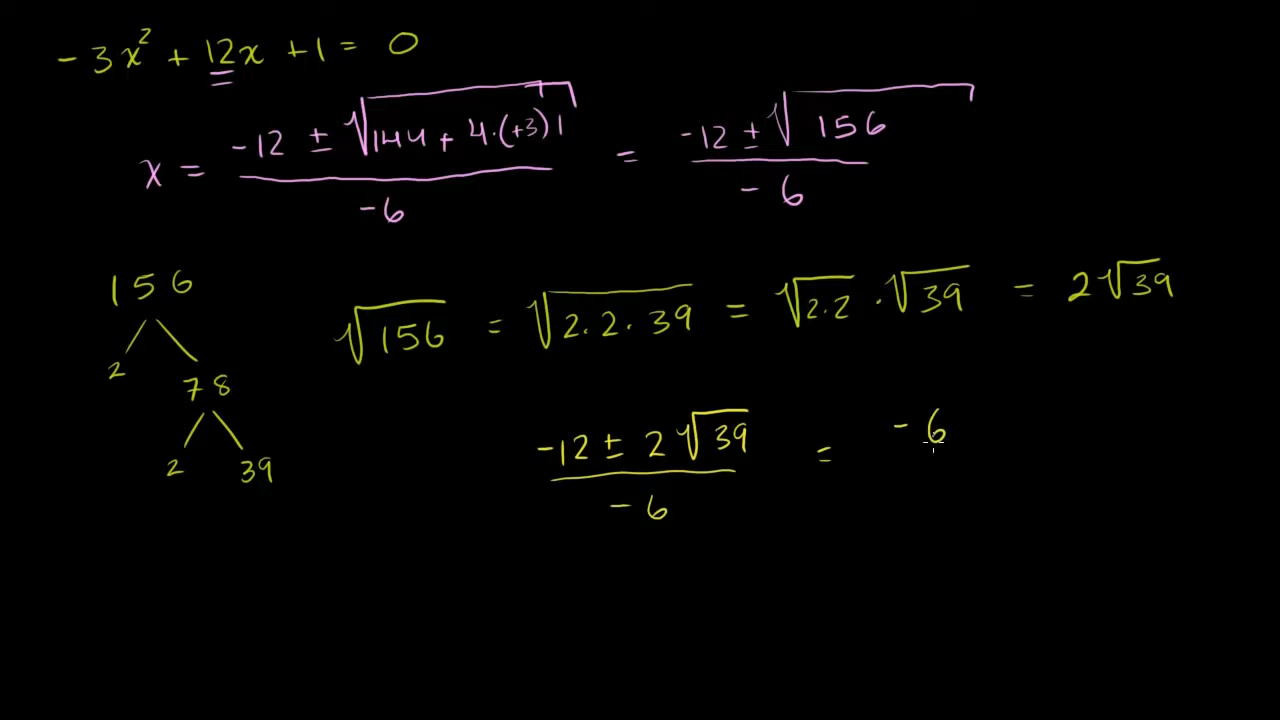 -3x² + 12x + 1 = 0
x = (-12 ± √(144 + 4·(+3)1)) / -6 = (-12 ± √156) / -6
156
2 78
2 39
√156 = √(2·2·39) = √(2·2) · √39 = 2√39
(-12 ± 2√39) / -6 = -6